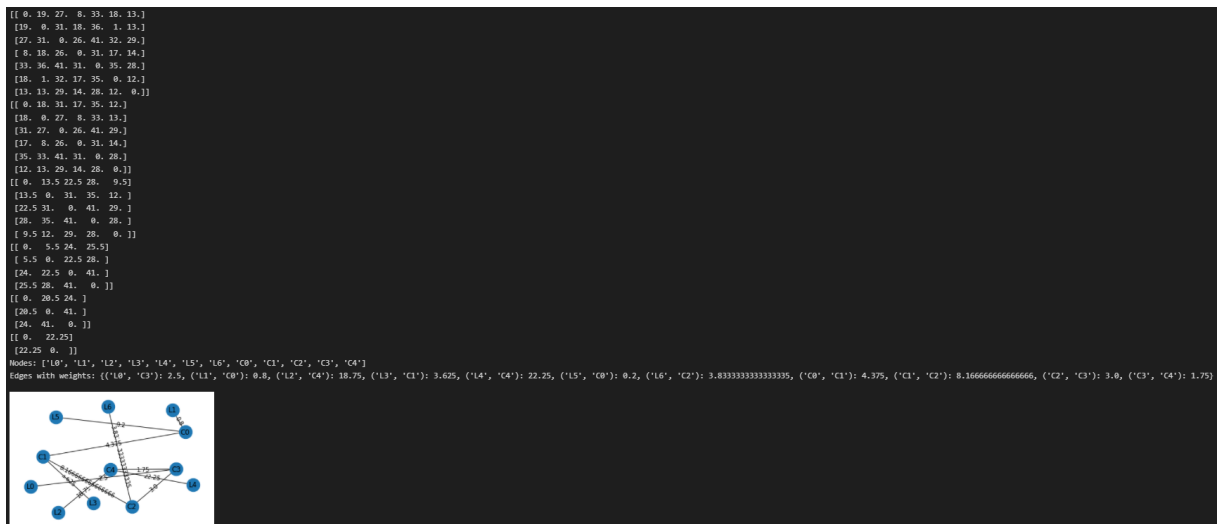 [[ 0. 19. 27.  8. 33. 18. 13.]
 [19.  0. 31. 18. 36.  1. 13.]
 [27. 31.  0. 26. 41. 32. 29.]
 [ 8. 18. 26.  0. 31. 17. 14.]
 [33. 36. 41. 31.  0. 35. 28.]
 [18.  1. 32. 17. 35.  0. 12.]
 [13. 13. 29. 14. 28. 12.  0.]]
[[ 0. 18. 31. 17. 35. 12.]
 [18.  0. 27.  8. 33. 13.]
 [31. 27.  0. 26. 41. 29.]
 [17.  8. 26.  0. 31. 14.]
 [35. 33. 41. 31.  0. 28.]
 [12. 13. 29. 14. 28.  0.]]
[[ 0.  13.5 22.5 28.   9.5]
 [13.5  0.  31.  35.  12. ]
 [22.5 31.   0.  41.  29. ]
 [28.  35.  41.   0.  28. ]
 [ 9.5 12.  29.  28.   0. ]]
[[ 0.   5.5 24.  25.5]
 [ 5.5  0.  22.5 28. ]
 [24.  22.5  0.  41. ]
 [25.5 28.  41.   0. ]]
[[ 0.  20.5 24. ]
 [20.5  0.  41. ]
 [24.  41.   0. ]]
[[ 0.   22.25]
 [22.25  0.  ]]
Nodes: ['L0', 'L1', 'L2', 'L3', 'L4', 'L5', 'L6', 'C0', 'C1', 'C2', 'C3', 'C4']
Edges with weights: {('L0', 'C3'): 2.5, ('L1', 'C0'): 0.8, ('L2', 'C4'): 18.75, ('L3', 'C1'): 3.625, ('L4', 'C4'): 22.25, ('L5', 'C0'): 0.2, ('L6', 'C2'): 3.8333333333333335, ('C0', 'C1'): 4.375, ('C1', 'C2'): 8.166666666666666, ('C2', 'C3'): 3.0, ('C3', 'C4'): 1.75}
L6
L1
L5
0.2
0.8
C0
4.375
C1
C4
1.75
C3
22.25
L0
L4
3.0
L3
C2
L2